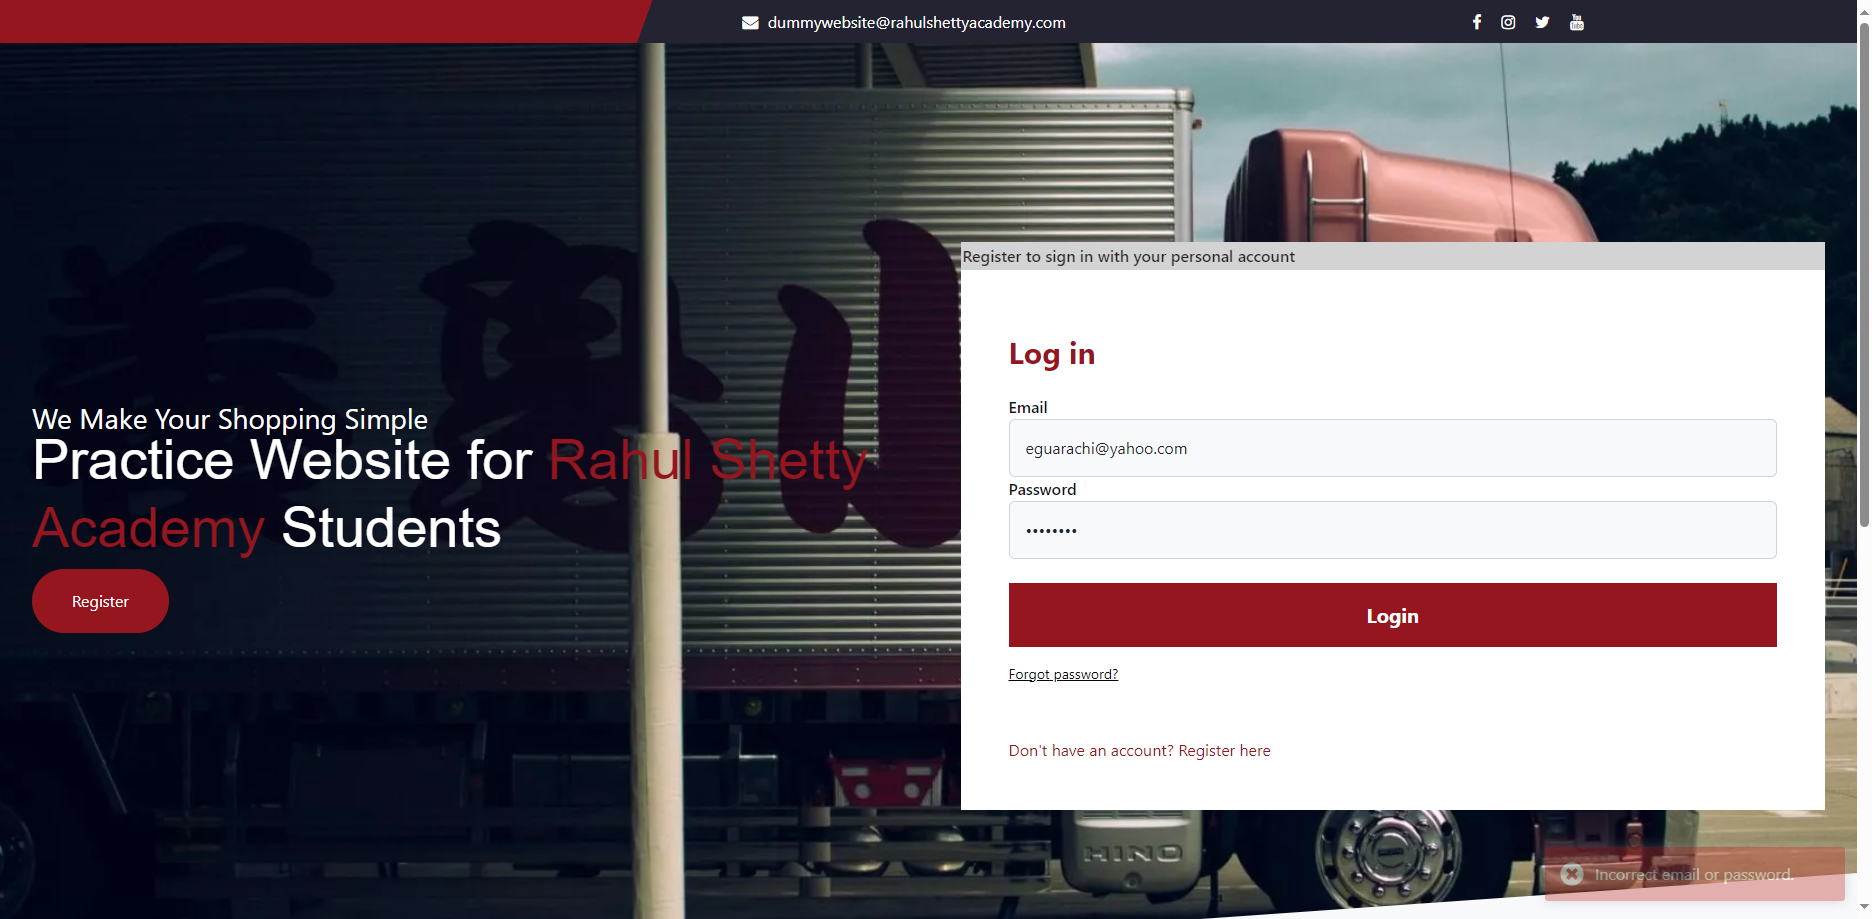 dummywebsite@rahulshettyacademy.com
We Make Your Shopping Simple
Practice Website for Rahul Shetty
Academy Students
Register
Register to sign in with your personal account
Log in
Email
eguarachi@yahoo.com
Password
••••••••
Login
Forgot password?
Don't have an account? Register here
HINO
Incorrect email or password.